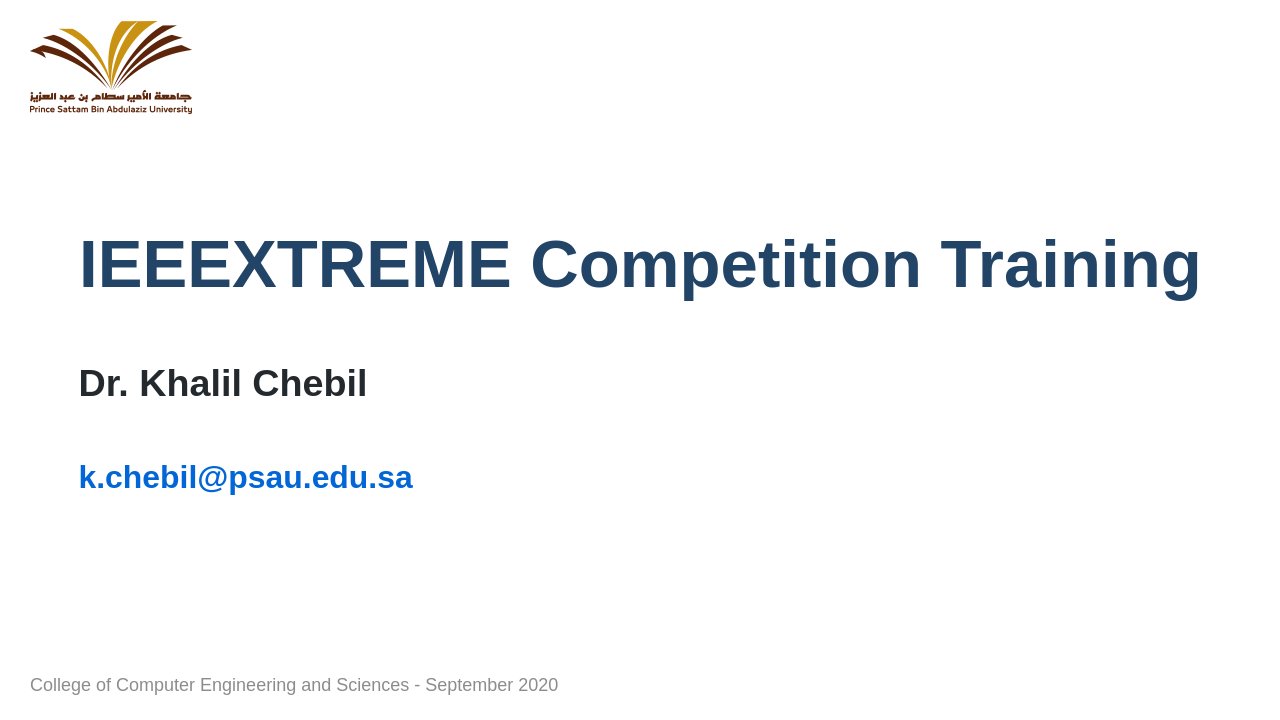 جامعة الأمير سطام بن عبد العزيز
Prince Sattam Bin Abdulaziz University
IEEEXTREME Competition Training
Dr. Khalil Chebil
k.chebil@psau.edu.sa
College of Computer Engineering and Sciences - September 2020